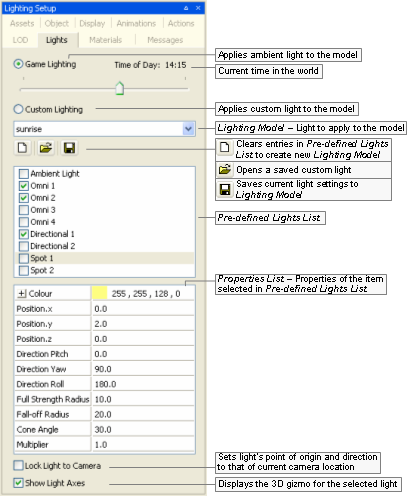 Lighting Setup
Assets Object Display Animations Actions
LOD Lights Materials Messages
Game Lighting Time of Day: 14:15
Applies ambient light to the model
Current time in the world
Custom Lighting
Applies custom light to the model
sunrise
Lighting Model – Light to apply to the model
Clears entries in Pre-defined Lights
List to create new Lighting Model
Opens a saved custom light
Saves current light settings to
Lighting Model
Ambient Light
Omni 1
Omni 2
Omni 3
Omni 4
Directional 1
Directional 2
Spot 1
Spot 2
Pre-defined Lights List
Properties List – Properties of the item
selected in Pre-defined Lights List
Colour 255 , 255 , 128 , 0
Position.x 0.0
Position.y 2.0
Position.z 0.0
Direction Pitch 0.0
Direction Yaw 90.0
Direction Roll 180.0
Full Strength Radius 10.0
Fall-off Radius 20.0
Cone Angle 30.0
Multiplier 1.0
Lock Light to Camera
Sets light's point of origin and direction
to that of current camera location
Show Light Axes
Displays the 3D gizmo for the selected light